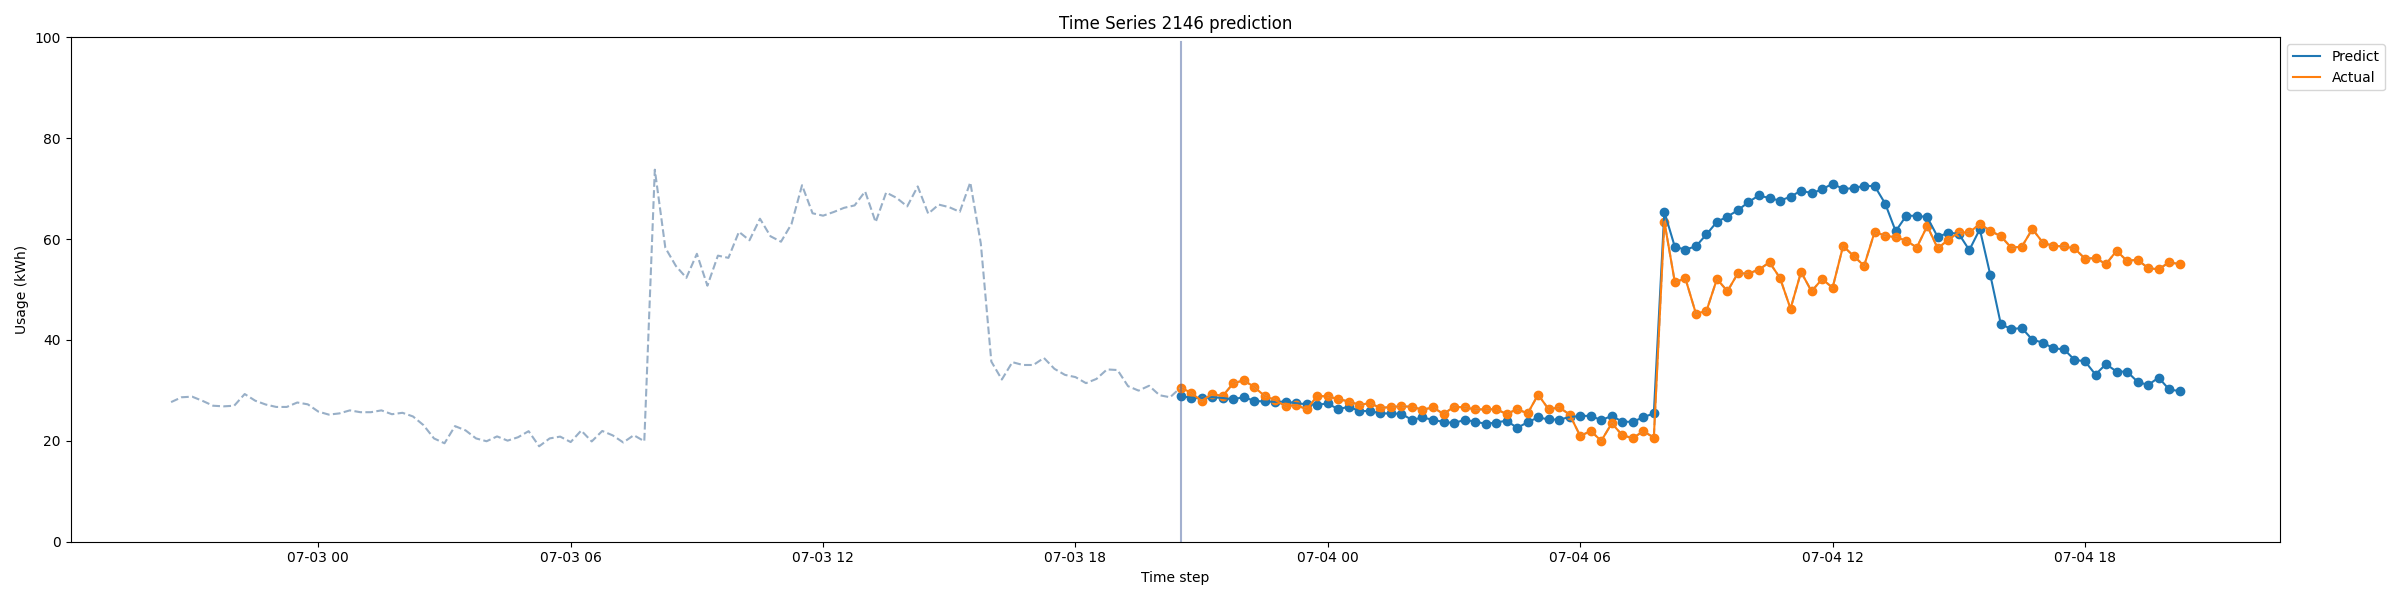 Time Series 2146 prediction
Predict
Actual
Usage (kWh)
100
80
60
40
20
0
07-03 00
07-03 06
07-03 12
07-03 18
07-04 00
07-04 06
07-04 12
07-04 18
Time step